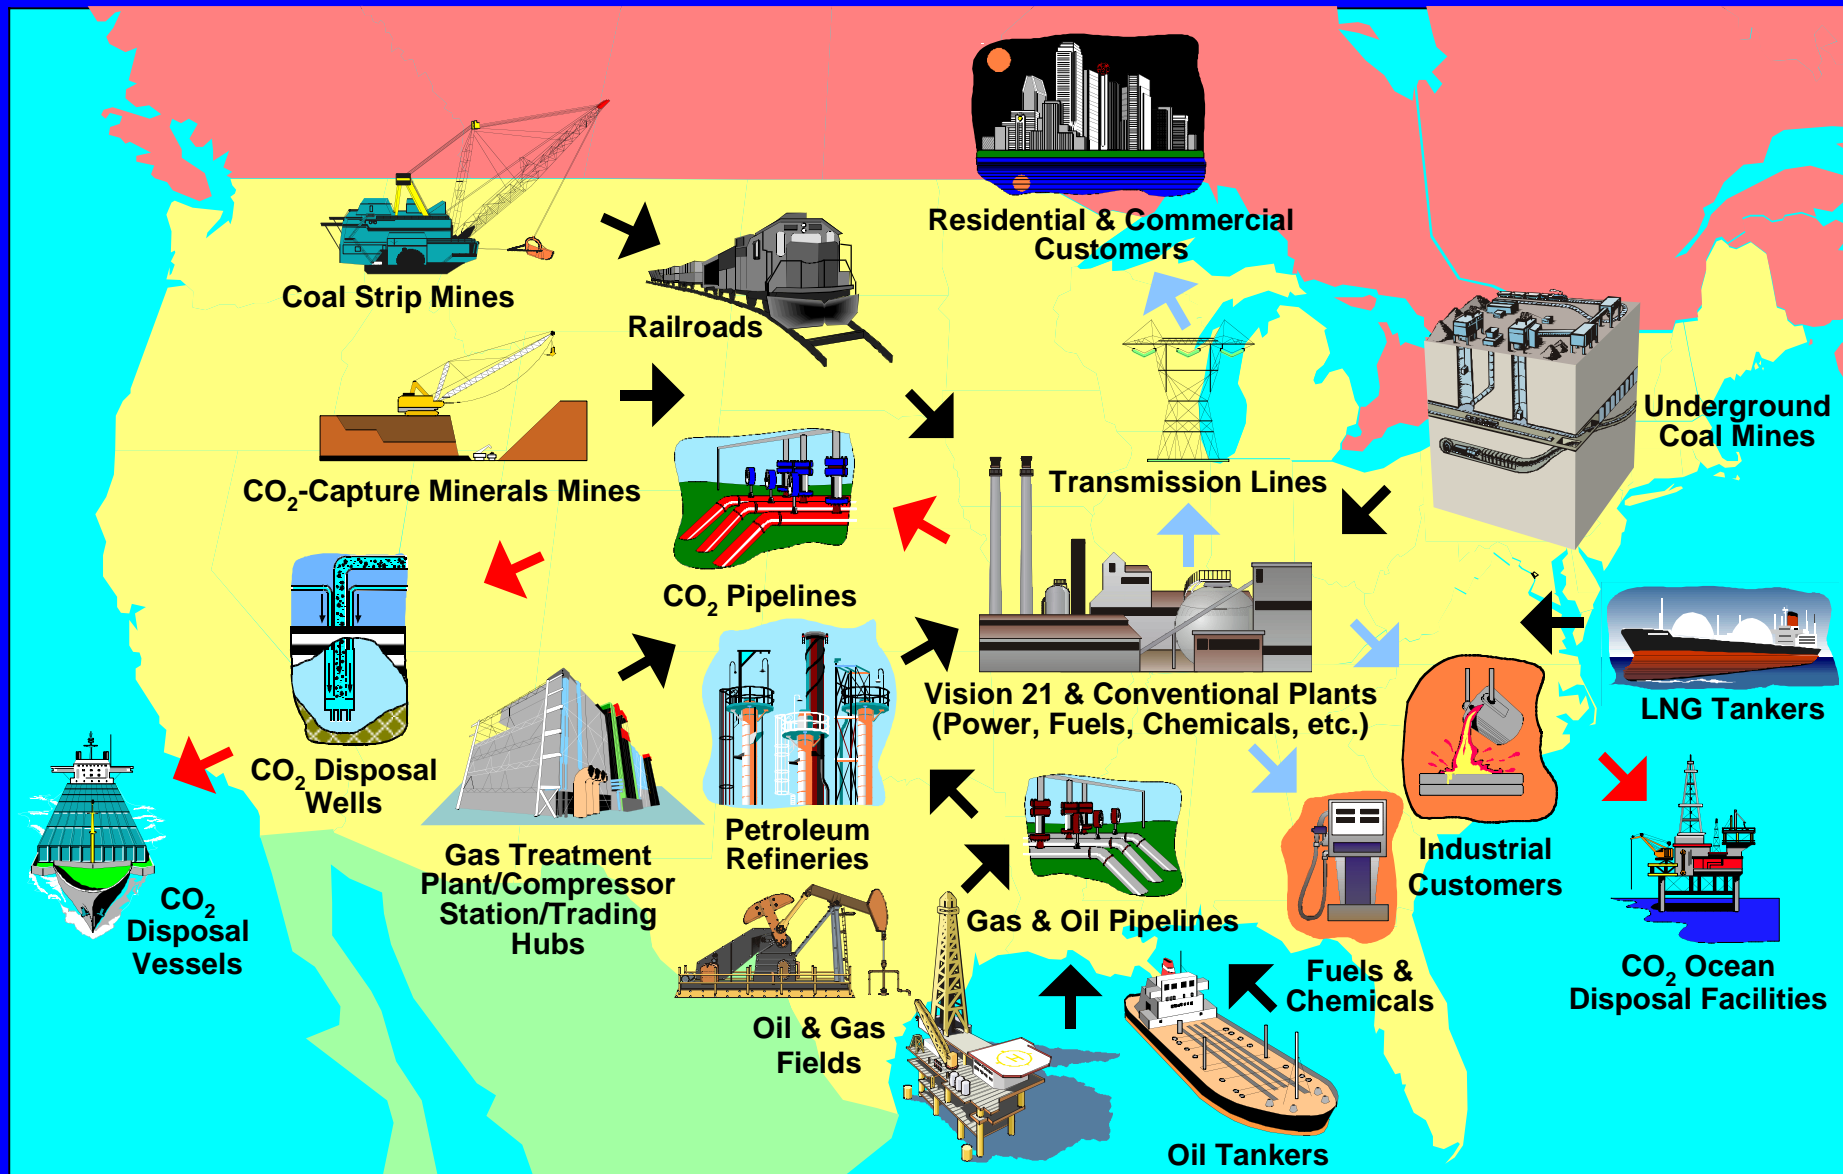 Residential & Commercial
Customers
Coal Strip Mines
Railroads
Underground
Coal Mines
CO₂-Capture Minerals Mines
Transmission Lines
CO₂ Pipelines
Vision 21 & Conventional Plants
(Power, Fuels, Chemicals, etc.)
LNG Tankers
CO₂ Disposal
Wells
Petroleum
Refineries
Gas Treatment
Plant/Compressor
Station/Trading
Hubs
Industrial
Customers
CO₂
Disposal
Vessels
Gas & Oil Pipelines
Fuels &
Chemicals
CO₂ Ocean
Disposal Facilities
Oil & Gas
Fields
H
Oil Tankers